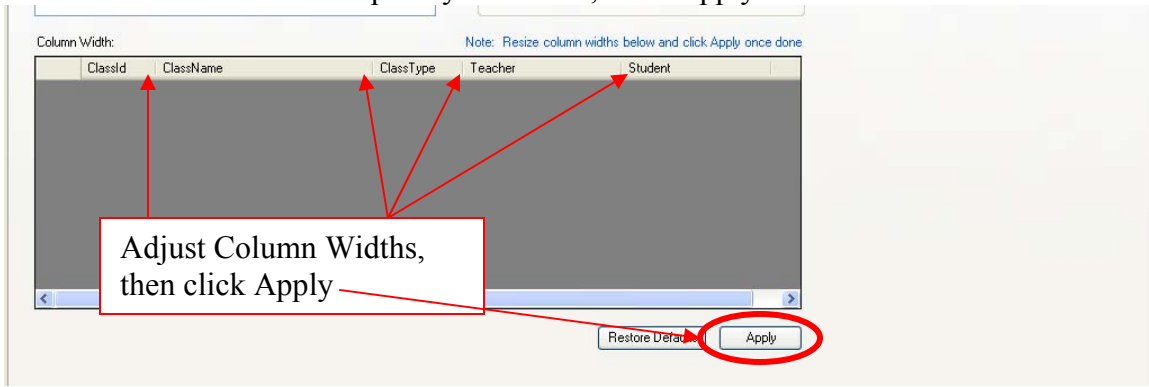 Column Width: Note: Resize column widths below and click Apply once done
ClassId ClassName ClassType Teacher Student
Adjust Column Widths,
then click Apply
Restore Apply